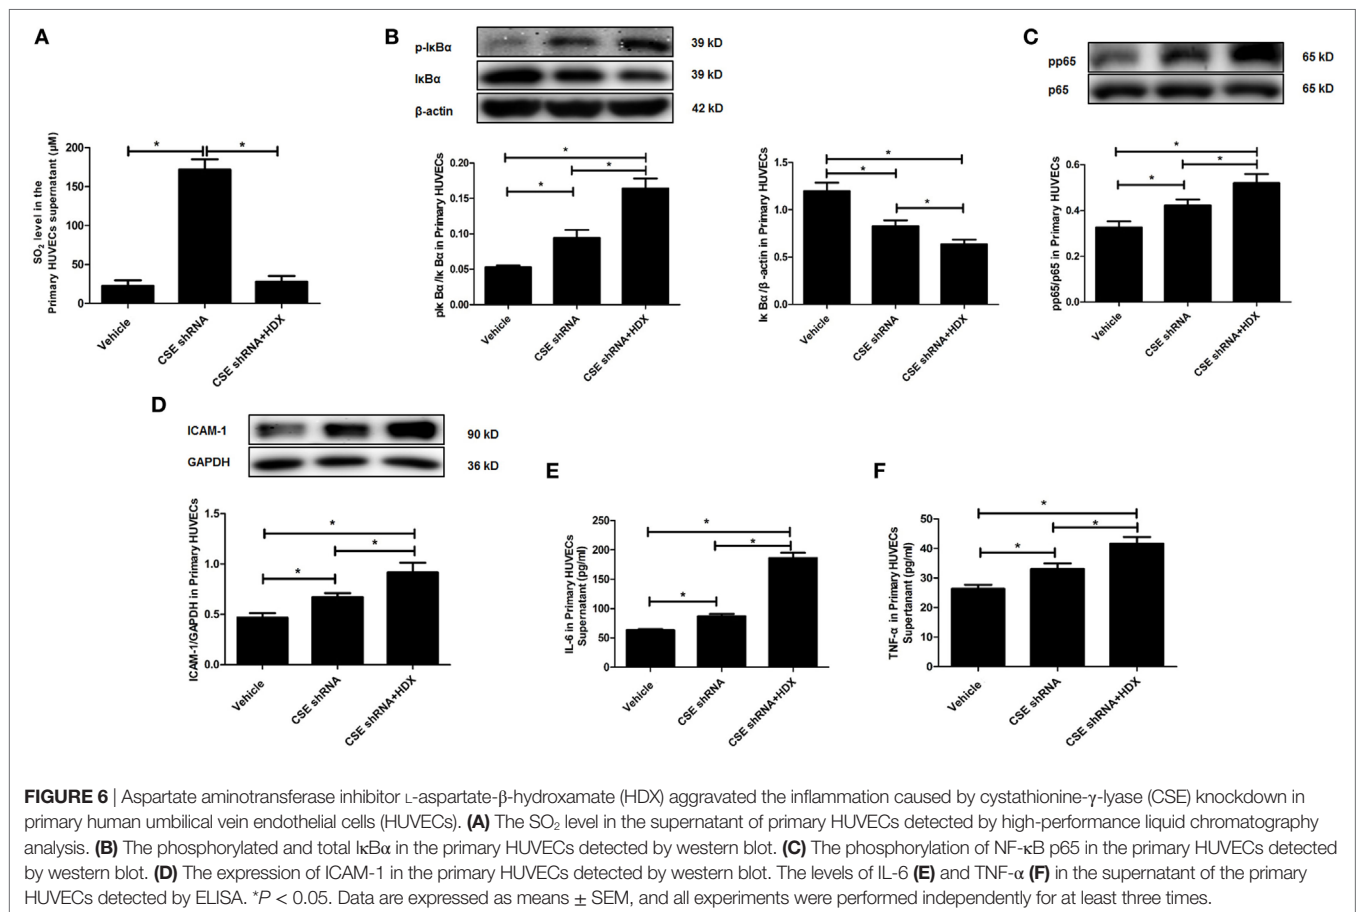 A
SO2 level in the
Primary HUVECs supernatant (µM)
200
150
100
50
0
*
*
Vehicle
CSE shRNA
CSE shRNA+HDX
B
p-IκBα
39 kD
IκBα
39 kD
β-actin
42 kD
pIκ Bα /Iκ Bα in Primary HUVECs
0.20
0.15
0.10
0.05
0.00
*
*
*
Vehicle
CSE shRNA
CSE shRNA+HDX
Iκ Bα /β -actin in Primary HUVECs
1.5
1.0
0.5
0.0
*
*
*
Vehicle
CSE shRNA
CSE shRNA+HDX
C
pp65
65 kD
p65
65 kD
pp65/p65 in Primary HUVECs
0.6
0.4
0.2
0.0
*
*
*
Vehicle
CSE shRNA
CSE shRNA+HDX
D
ICAM-1
90 kD
GAPDH
36 kD
ICAM-1/GAPDH in Primary HUVECs
1.5
1.0
0.5
0.0
*
*
*
Vehicle
CSE shRNA
CSE shRNA+HDX
E
IL-6 in Primary HUVECs
Supernatant (pg/ml)
250
200
150
100
50
0
*
*
*
Vehicle
CSE shRNA
CSE shRNA+HDX
F
TNF-α in Primary HUVECs
Supertanant (pg/ml)
50
40
30
20
10
0
*
*
*
Vehicle
CSE shRNA
CSE shRNA+HDX
FIGURE 6 | Aspartate aminotransferase inhibitor L-aspartate-β-hydroxamate (HDX) aggravated the inflammation caused by cystathionine-γ-lyase (CSE) knockdown in
primary human umbilical vein endothelial cells (HUVECs). (A) The SO2 level in the supernatant of primary HUVECs detected by high-performance liquid chromatography
analysis. (B) The phosphorylated and total IκBα in the primary HUVECs detected by western blot. (C) The phosphorylation of NF-κB p65 in the primary HUVECs detected
by western blot. (D) The expression of ICAM-1 in the primary HUVECs detected by western blot. The levels of IL-6 (E) and TNF-α (F) in the supernatant of the primary
HUVECs detected by ELISA. *P < 0.05. Data are expressed as means ± SEM, and all experiments were performed independently for at least three times.